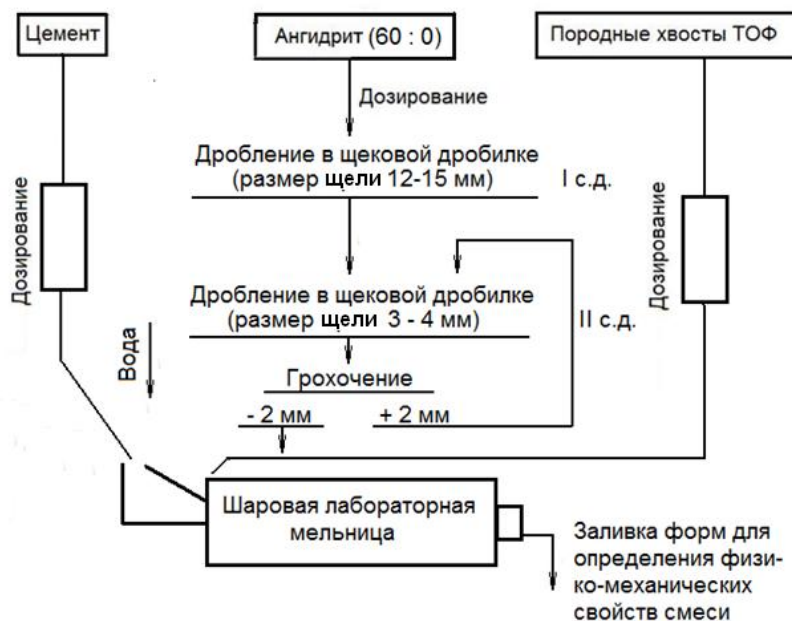 Цемент
Ангидрит (60 : 0)
Породные хвосты ТОФ
Дозирование
Дробление в щековой дробилке
(размер щели 12-15 мм)
I с.д.
Дозирование
Дозирование
Дробление в щековой дробилке
(размер щели 3 - 4 мм)
II с.д.
Вода
Грохочение
- 2 мм
+ 2 мм
Шаровая лабораторная
мельница
Заливка форм для
определения физи-
ко-механических
свойств смеси